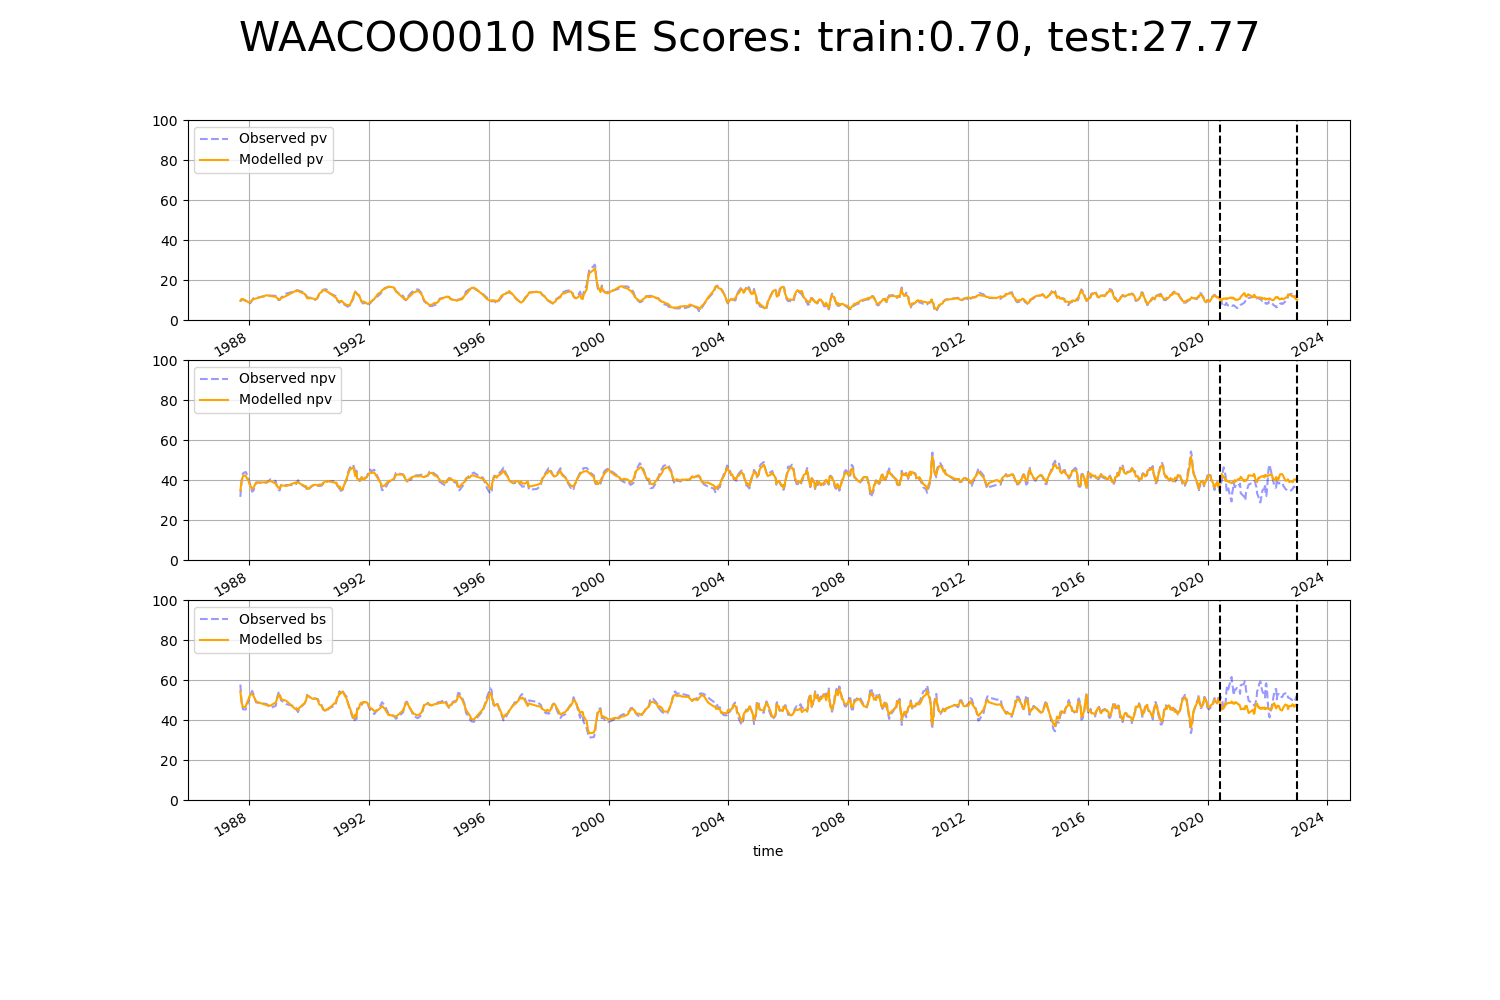 WAACOO0010 MSE Scores: train:0.70, test:27.77
100
80
60
40
20
0
Observed pv
Modelled pv
1988 1992 1996 2000 2004 2008 2012 2016 2020 2024
100
80
60
40
20
0
Observed npv
Modelled npv
1988 1992 1996 2000 2004 2008 2012 2016 2020 2024
100
80
60
40
20
0
Observed bs
Modelled bs
1988 1992 1996 2000 2004 2008 2012 2016 2020 2024
time